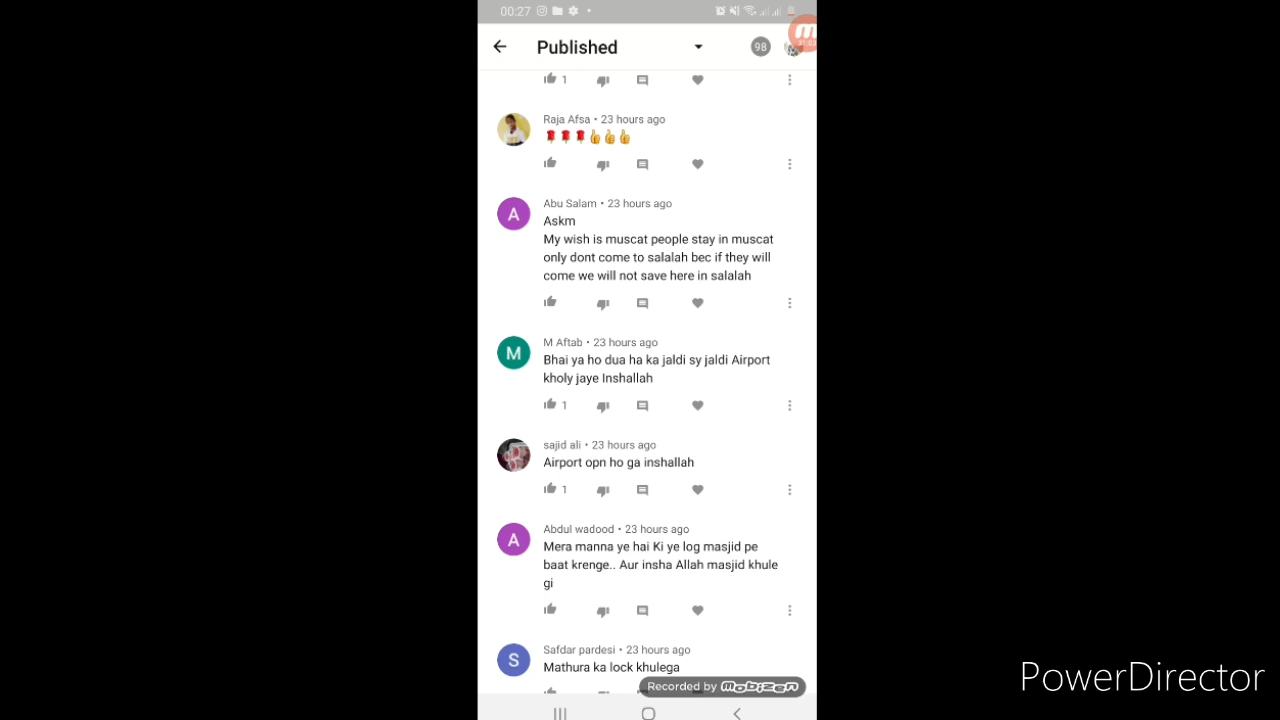 00:27
Published
98
1
Raja Afsa • 23 hours ago
📌📌📌👍👍👍
A
Abu Salam • 23 hours ago
Askm
My wish is muscat people stay in muscat
only dont come to salalah bec if they will
come we will not save here in salalah
M
M Aftab • 23 hours ago
Bhai ya ho dua ha ka jaldi sy jaldi Airport
kholy jaye Inshallah
1
sajid ali • 23 hours ago
Airport opn ho ga inshallah
1
A
Abdul wadood • 23 hours ago
Mera manna ye hai Ki ye log masjid pe
baat krenge.. Aur insha Allah masjid khule
gi
S
Safdar pardesi • 23 hours ago
Mathura ka lock khulega
Recorded by MOBIZEN
PowerDirector